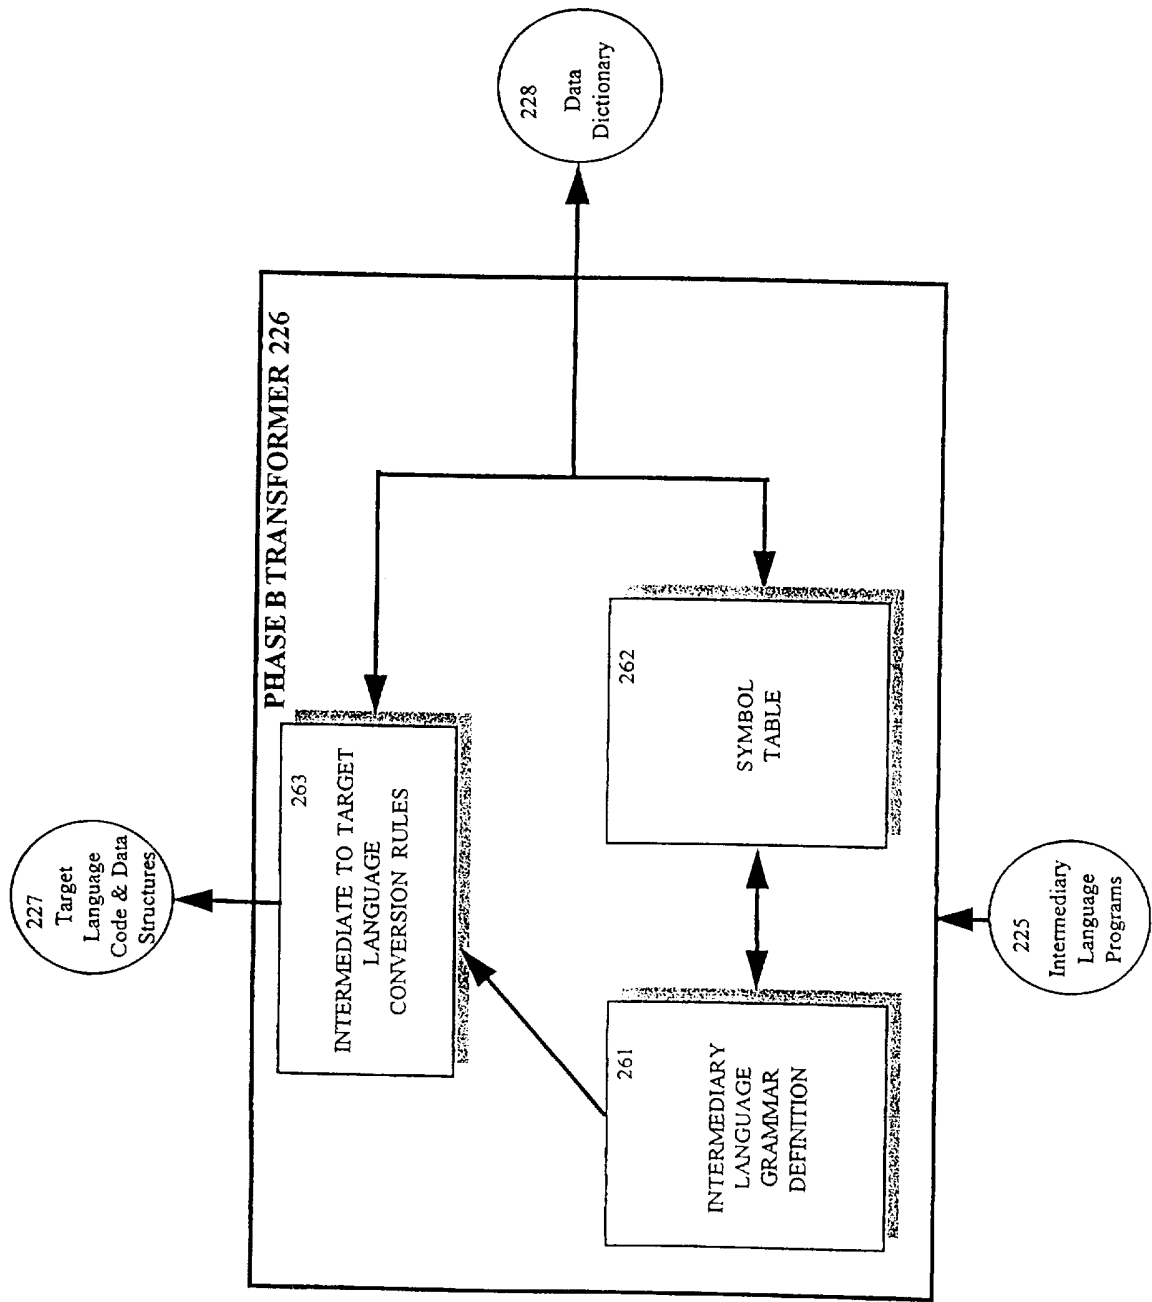 PHASE B TRANSFORMER 226
227
Target
Language
Code & Data
Structures
263
INTERMEDIATE TO TARGET
LANGUAGE
CONVERSION RULES
228
Data
Dictionary
261
INTERMEDIARY
LANGUAGE
GRAMMAR
DEFINITION
262
SYMBOL
TABLE
225
Intermediary
Language
Programs